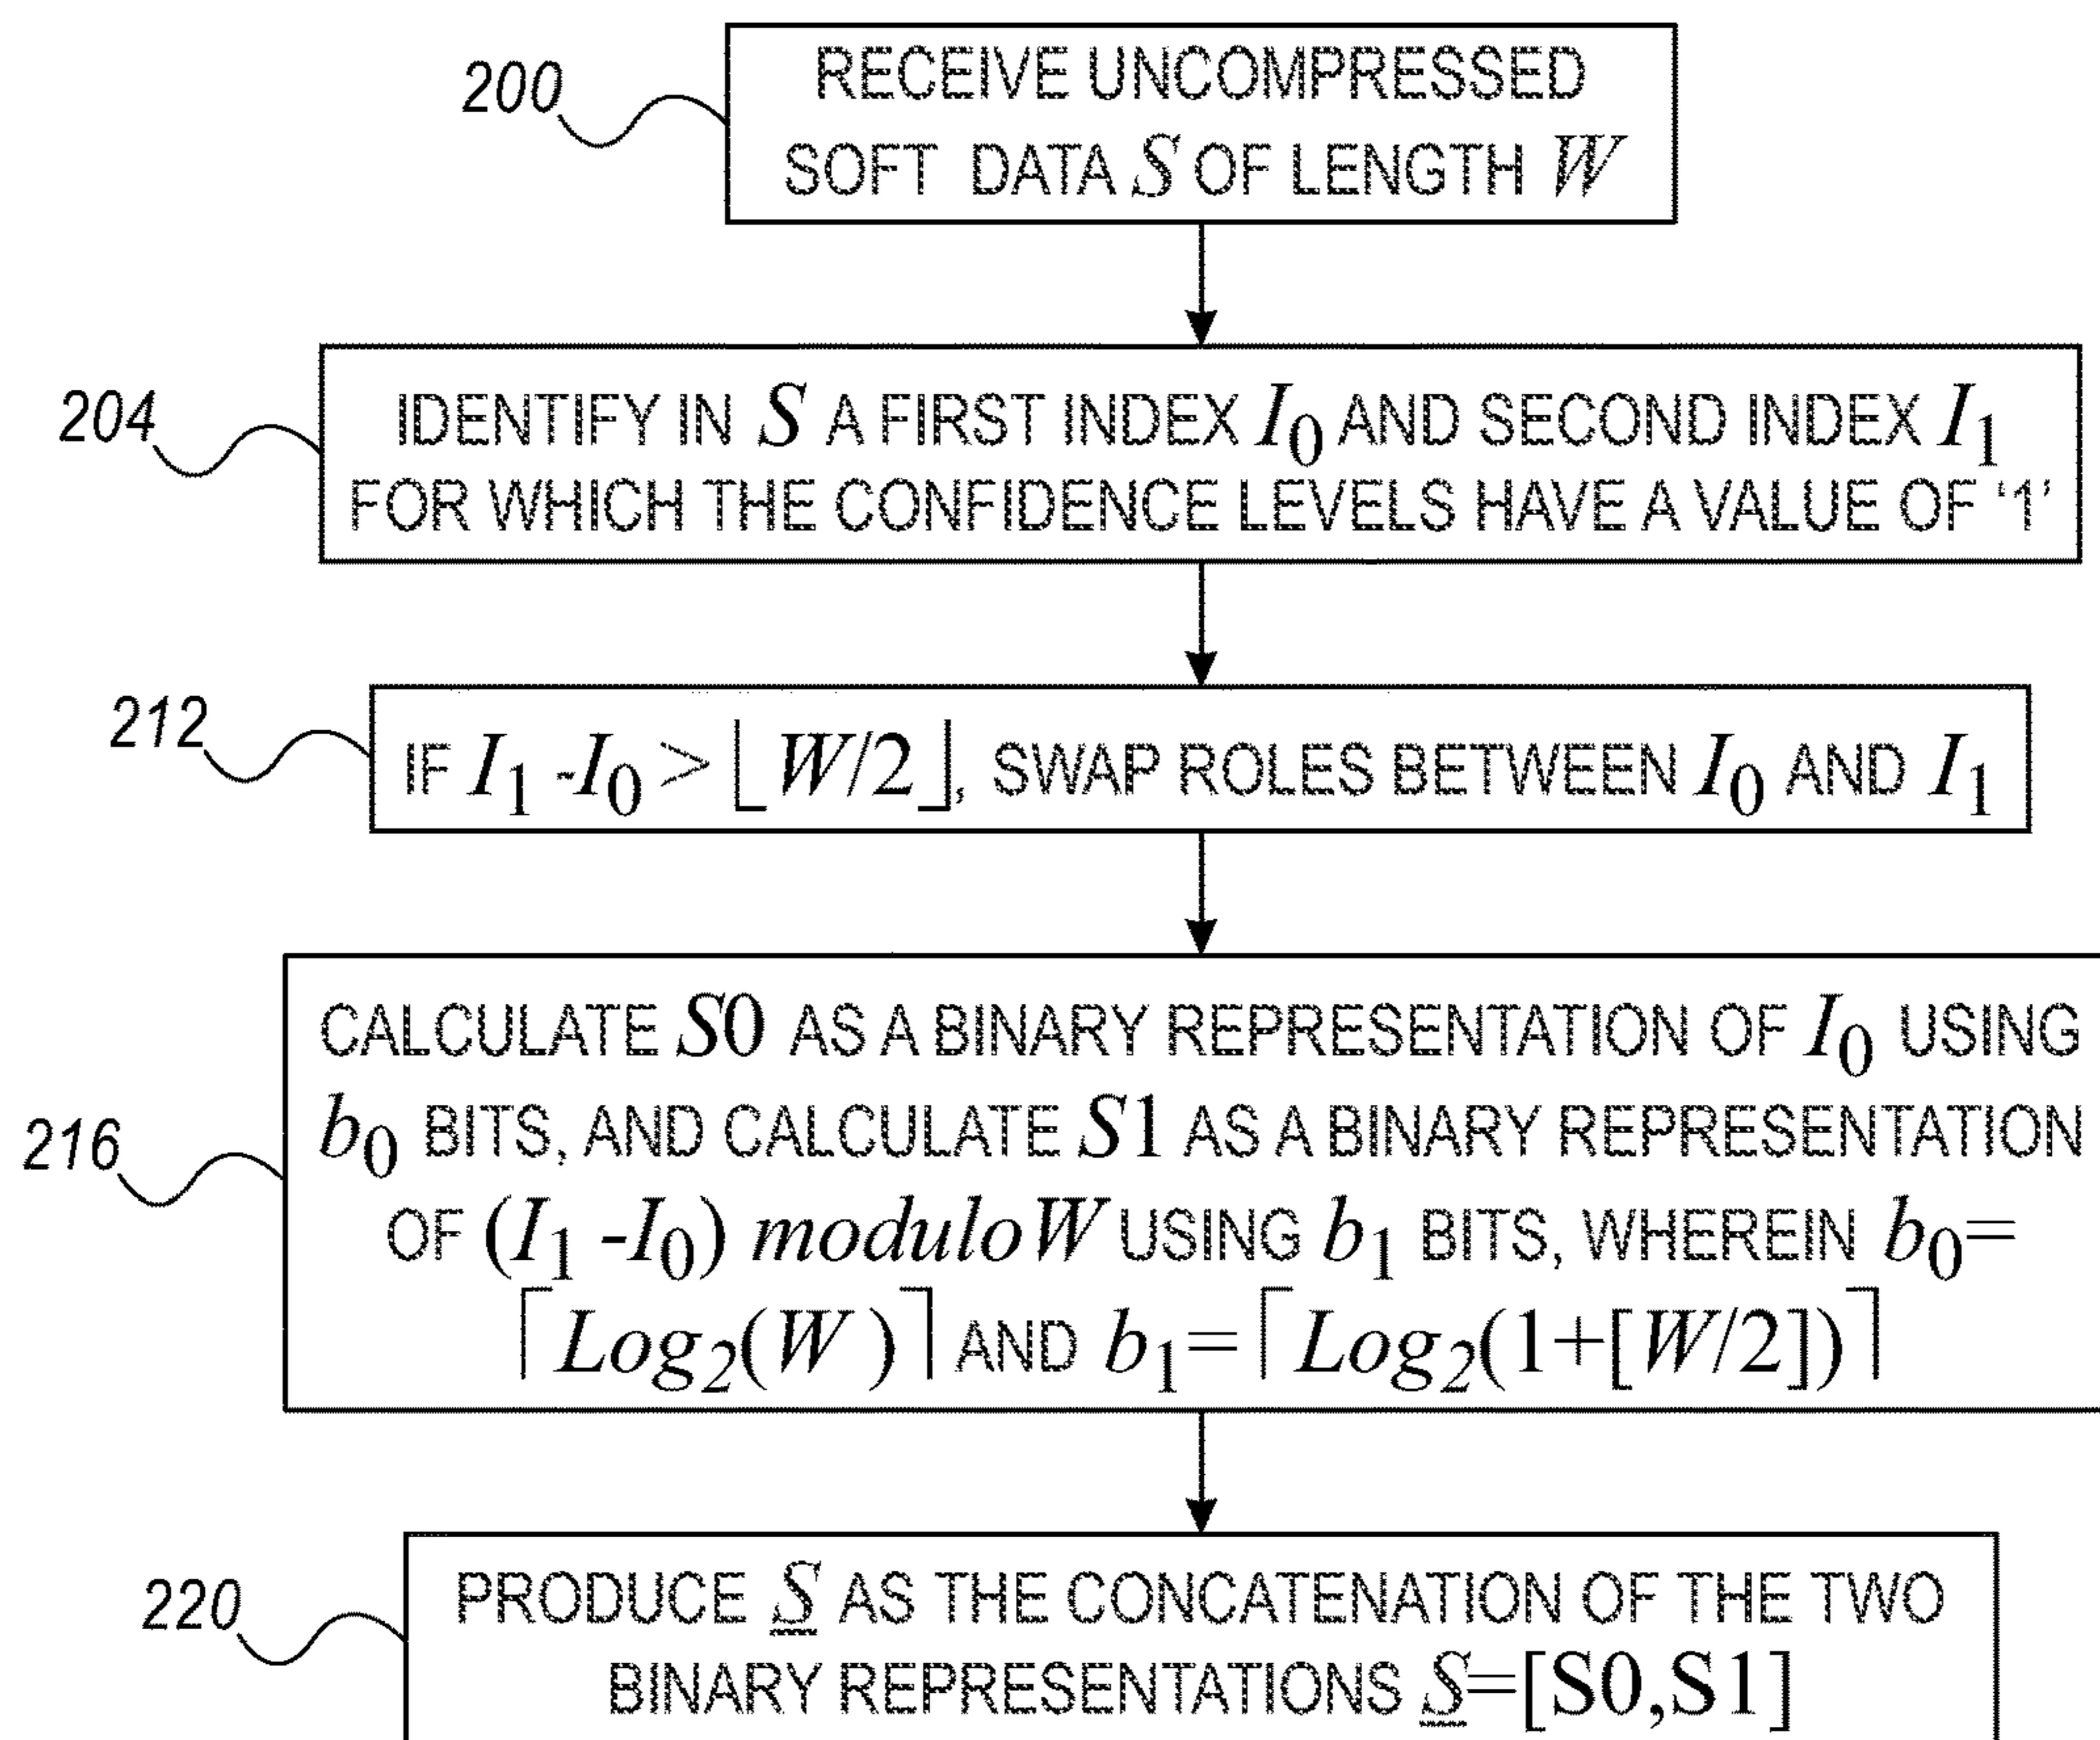 200
RECEIVE UNCOMPRESSED
SOFT DATA S OF LENGTH W
204
IDENTIFY IN S A FIRST INDEX I₀ AND SECOND INDEX I₁
FOR WHICH THE CONFIDENCE LEVELS HAVE A VALUE OF ‘1’
212
IF I₁ -I₀ > ⌊W/2⌋, SWAP ROLES BETWEEN I₀ AND I₁
216
CALCULATE S0 AS A BINARY REPRESENTATION OF I₀ USING
b₀ BITS, AND CALCULATE S1 AS A BINARY REPRESENTATION
OF (I₁ -I₀) modulo W USING b₁ BITS, WHEREIN b₀=
⌈Log₂(W)⌉ AND b₁=⌈Log₂(1+[W/2])⌉
220
PRODUCE S̲ AS THE CONCATENATION OF THE TWO
BINARY REPRESENTATIONS S̲=[S0,S1]